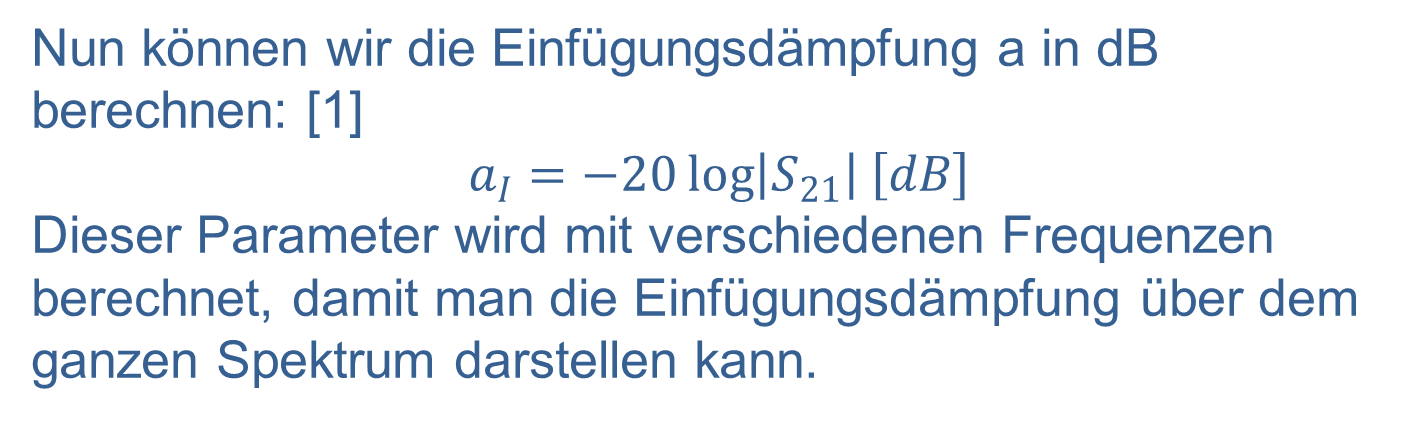 Nun können wir die Einfügungsdämpfung a in dB
berechnen: [1]
𝑎_𝐼 = −20 log|𝑆_21| [𝑑𝐵]
Dieser Parameter wird mit verschiedenen Frequenzen
berechnet, damit man die Einfügungsdämpfung über dem
ganzen Spektrum darstellen kann.